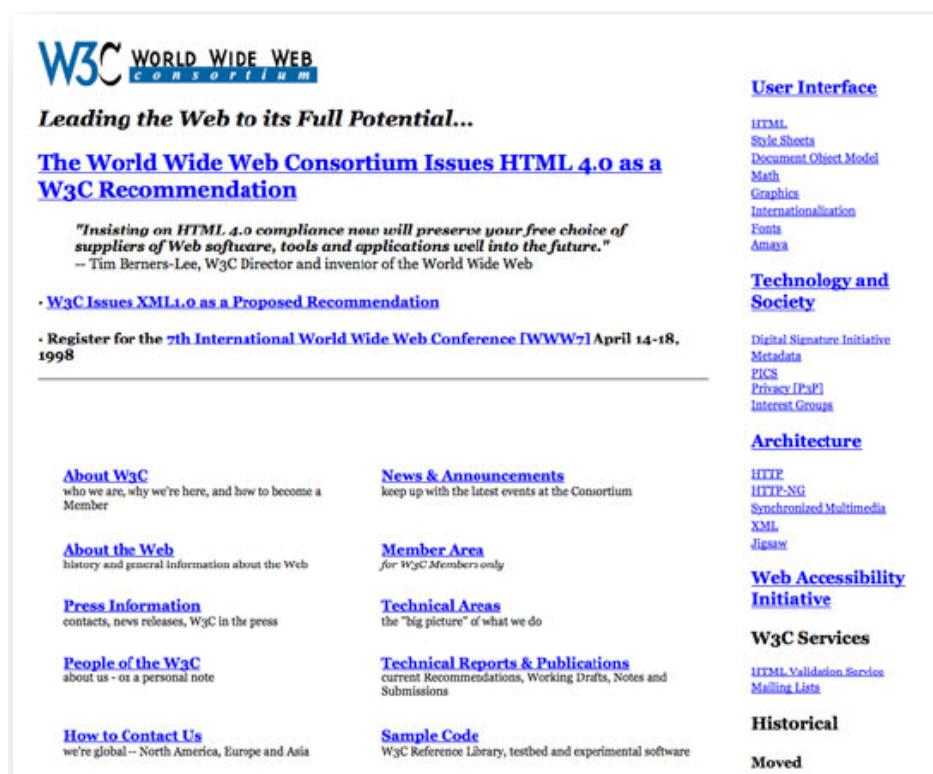 W3C WORLD WIDE WEB
consortium
Leading the Web to its Full Potential...
The World Wide Web Consortium Issues HTML 4.0 as a
W3C Recommendation
"Insisting on HTML 4.0 compliance now will preserve your free choice of
suppliers of Web software, tools and applications well into the future."
-- Tim Berners-Lee, W3C Director and inventor of the World Wide Web
· W3C Issues XML1.0 as a Proposed Recommendation
· Register for the 7th International World Wide Web Conference [WWW7] April 14-18,
1998
About W3C
who we are, why we're here, and how to become a
Member
About the Web
history and general information about the Web
Press Information
contacts, news releases, W3C in the press
People of the W3C
about us - on a personal note
How to Contact Us
we're global -- North America, Europe and Asia
News & Announcements
keep up with the latest events at the Consortium
Member Area
for W3C Members only
Technical Areas
the "big picture" of what we do
Technical Reports & Publications
current Recommendations, Working Drafts, Notes and
Submissions
Sample Code
W3C Reference Library, testbed and experimental software
User Interface
HTML
Style Sheets
Document Object Model
Math
Graphics
Internationalization
Fonts
Amaya
Technology and
Society
Digital Signature Initiative
Metadata
PICS
Privacy [P3P]
Interest Groups
Architecture
HTTP
HTTP-NG
Synchronized Multimedia
XML
Jigsaw
Web Accessibility
Initiative
W3C Services
HTML Validation Service
Mailing Lists
Historical
Moved